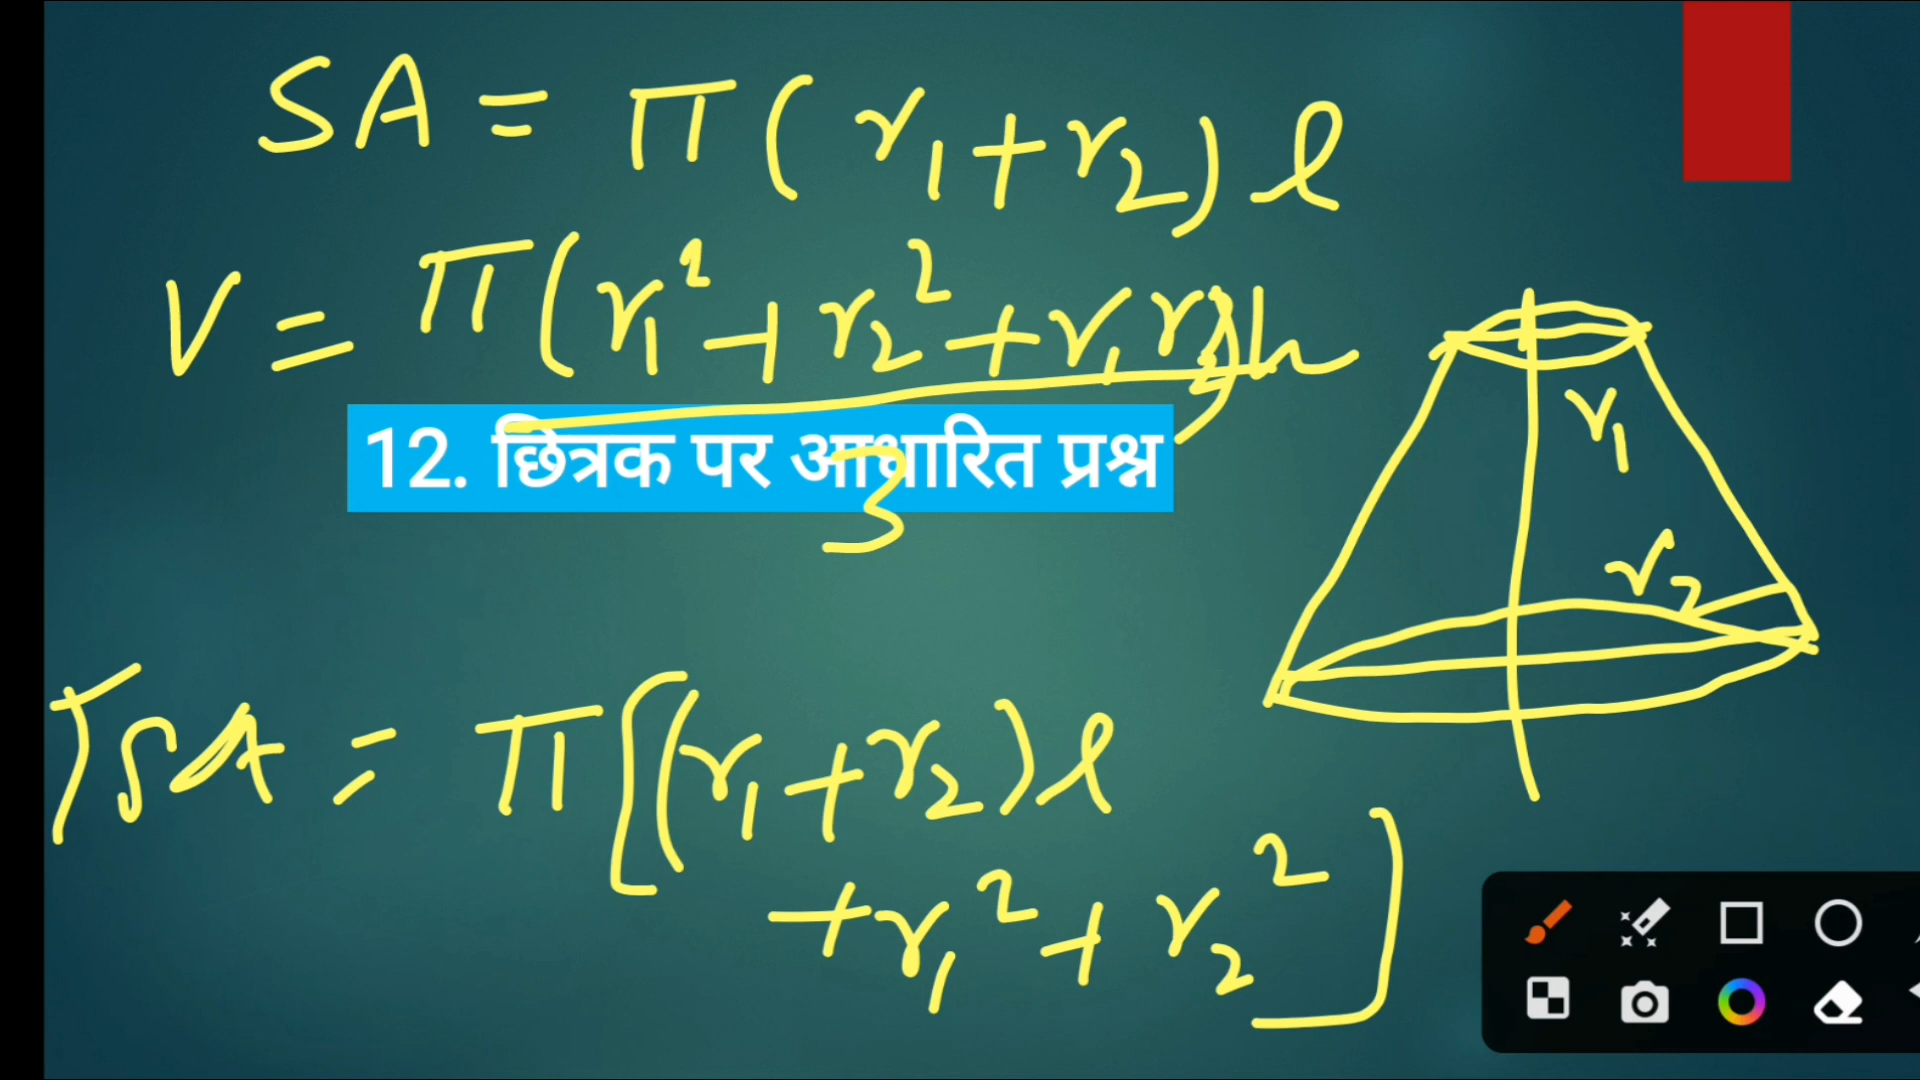 SA = π(r₁+r₂)l
V = π(r₁²+r₂²+r₁r₂)h
12. छित्रक पर आधारित प्रश्न
3
r₁
r₂
TSA = π[(r₁+r₂)l
+r₁²+r₂²]